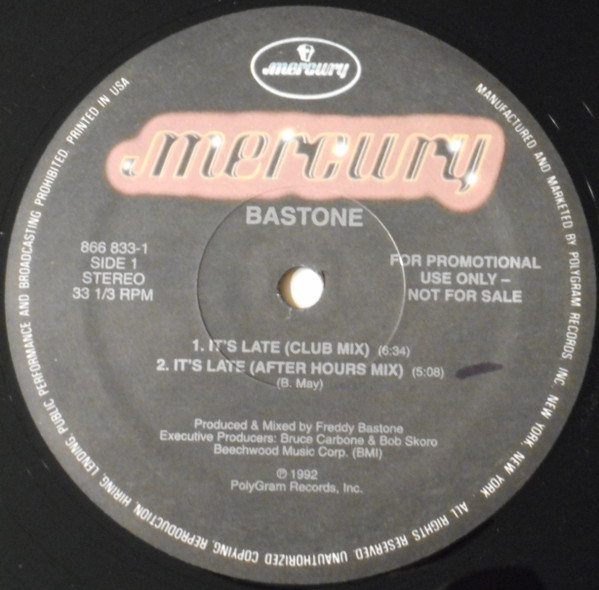 mercury
mercury
BASTONE
866 833-1
SIDE 1
STEREO
33 1/3 RPM
FOR PROMOTIONAL
USE ONLY –
NOT FOR SALE
1. IT'S LATE (CLUB MIX) (6:34)
2. IT'S LATE (AFTER HOURS MIX) (5:08)
(B. May)
Produced & Mixed by Freddy Bastone
Executive Producers: Bruce Carbone & Bob Skoro
Beechwood Music Corp. (BMI)
℗ 1992
PolyGram Records, Inc.
MANUFACTURED AND MARKETED BY POLYGRAM RECORDS INC. NEW YORK, NEW YORK ALL RIGHTS RESERVED. UNAUTHORIZED COPYING, REPRODUCTION, HIRING, LENDING PUBLIC PERFORMANCE AND BROADCASTING PROHIBITED. PRINTED IN USA